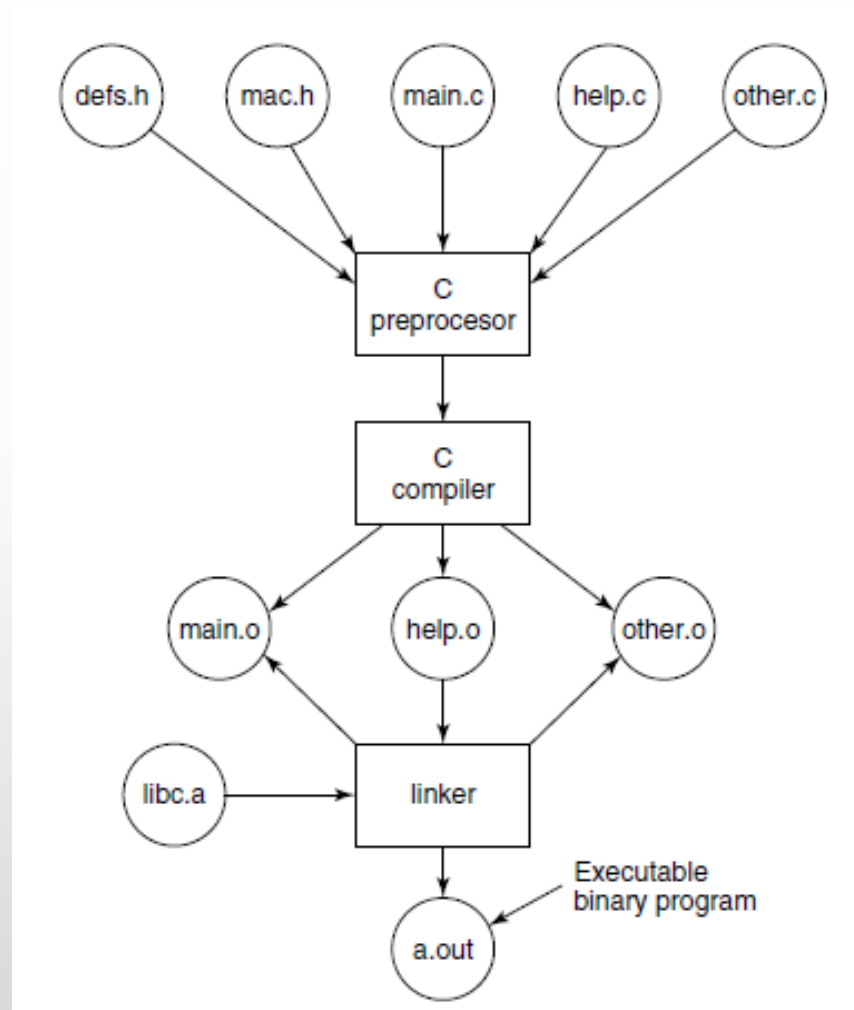 defs.h
mac.h
main.c
help.c
other.c
C
preprocesor
C
compiler
main.o
help.o
other.o
libc.a
linker
Executable
binary program
a.out